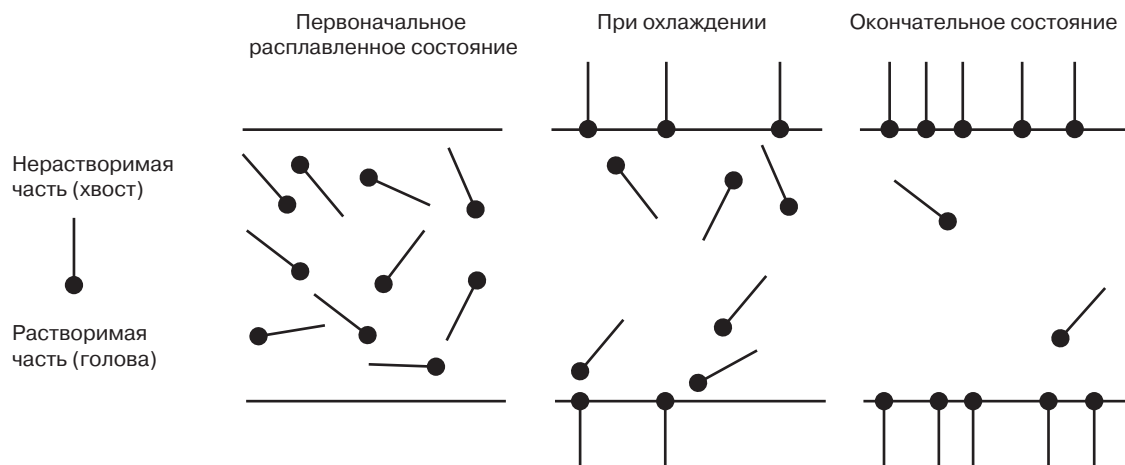 Первоначальное
расплавленное состояние
При охлаждении
Окончательное состояние
Нерастворимая
часть (хвост)
Растворимая
часть (голова)